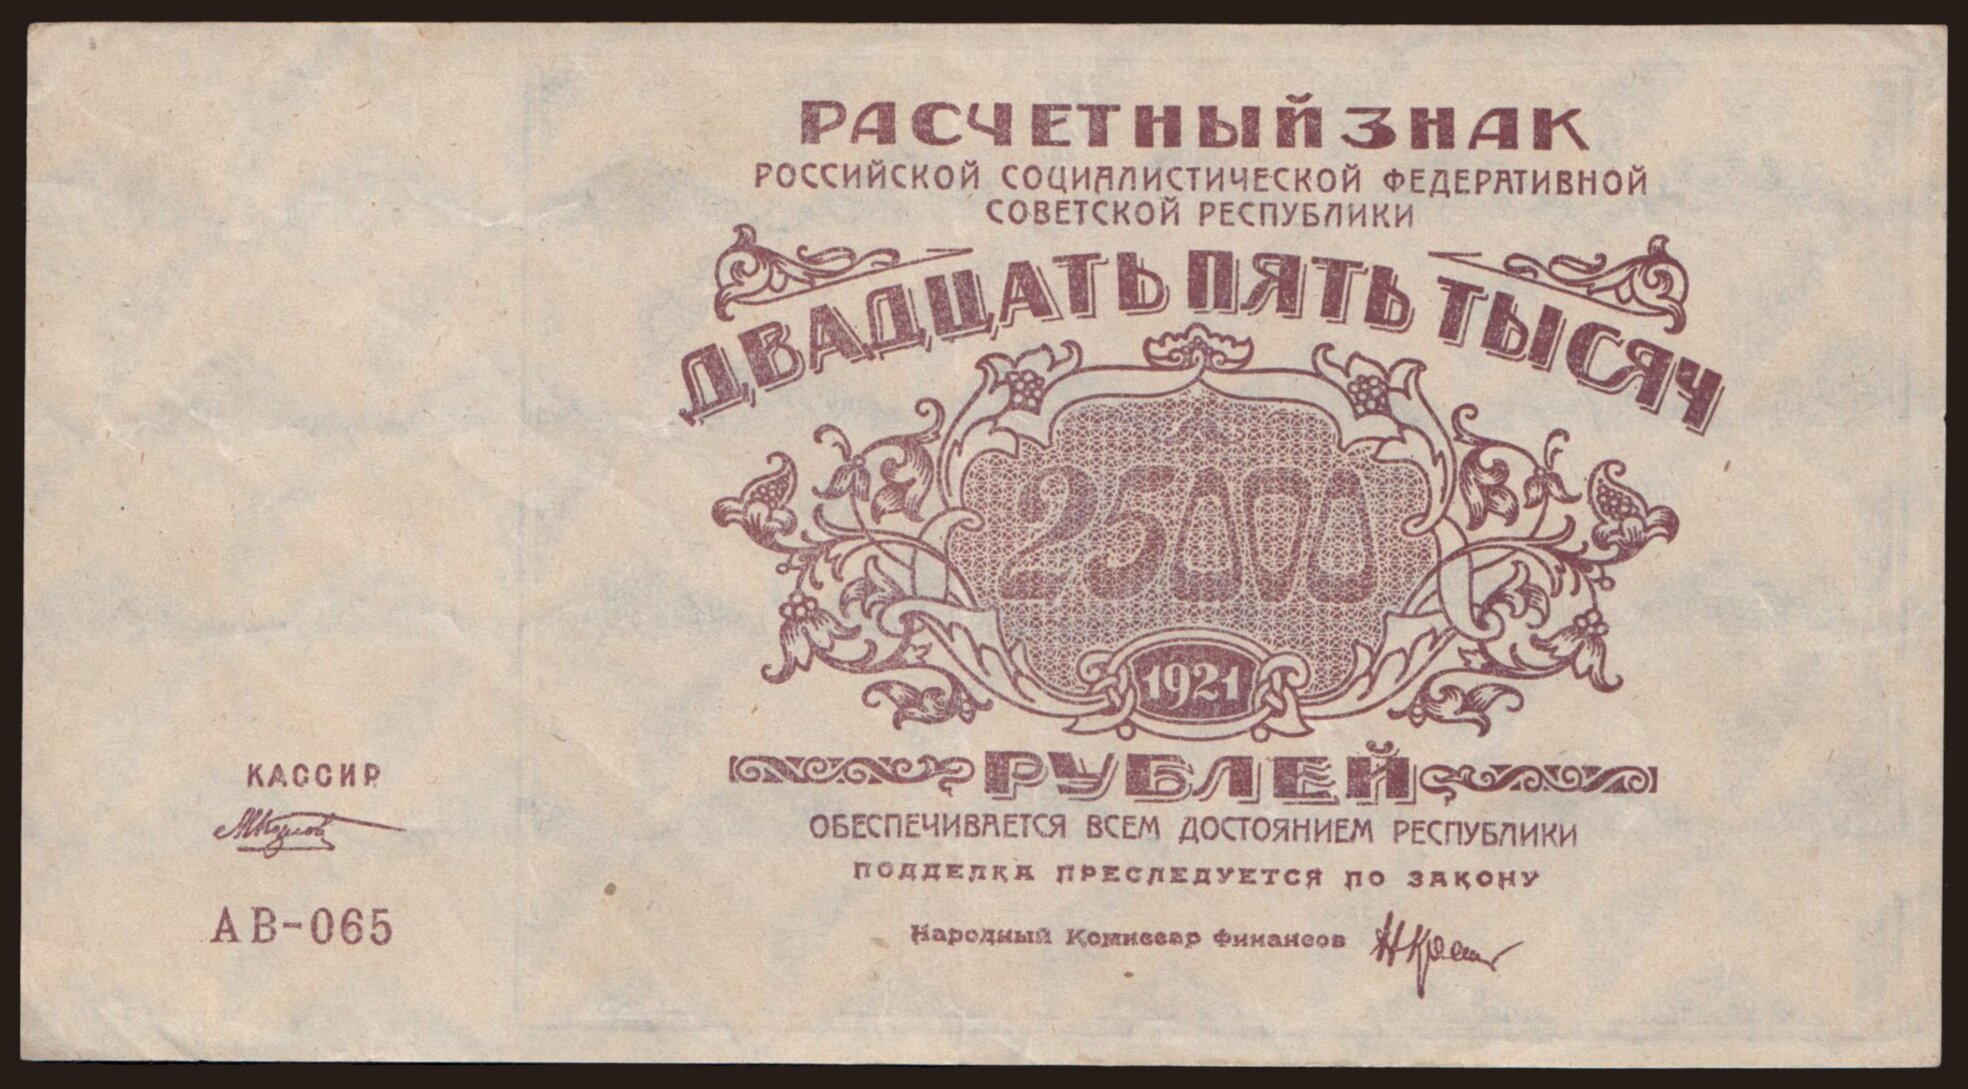 РАСЧЕТНЫЙ ЗНАК
РОССИЙСКОЙ СОЦИАЛИСТИЧЕСКОЙ ФЕДЕРАТИВНОЙ
СОВЕТСКОЙ РЕСПУБЛИКИ
ДВАДЦАТЬ ПЯТЬ ТЫСЯЧ
25000
1921
РУБЛЕЙ
ОБЕСПЕЧИВАЕТСЯ ВСЕМ ДОСТОЯНИЕМ РЕСПУБЛИКИ
ПОДДЕЛКА ПРЕСЛЕДУЕТСЯ ПО ЗАКОНУ
Народный Комиссар Финансов
КАССИР
АВ-065